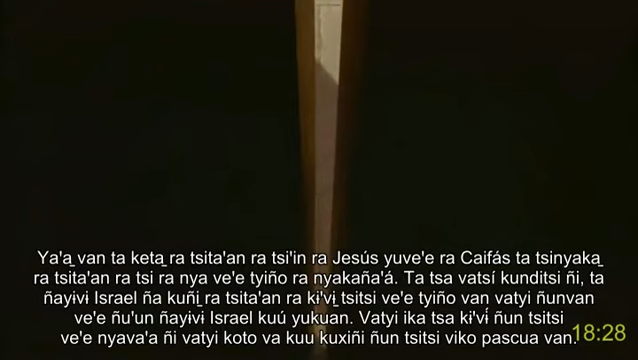 Ya'a̱ van ta keta̱ ra tsita'an ra tsi'in ra Jesús yuve'e ra Caifás ta tsinyaka̱
ra tsita'an ra tsi ra nya ve'e tyiño ra nyakaña'á. Ta tsa vatsí kunditsi ñi, ta
ñayivɨ Israel ña kuñi̱ ra tsita'an ra ki'vi̱ tsitsi ve'e tyiño van vatyi ñunvan
ve'e ñu'un ñayivɨ Israel kuú yukuan. Vatyi ika tsa ki'vɨ́ ñun tsitsi
ve'e nyava'a ñi vatyi koto va kuu kuxiñi ñun tsitsi viko pascua van.
18:28